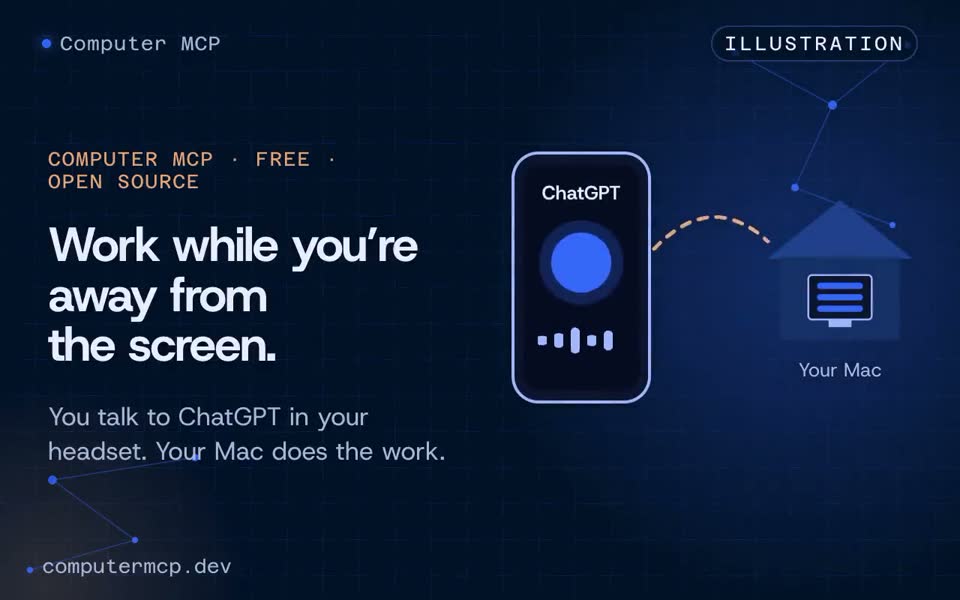 Computer MCP
ILLUSTRATION
COMPUTER MCP · FREE ·
OPEN SOURCE
Work while you’re
away from
the screen.
You talk to ChatGPT in your
headset. Your Mac does the work.
ChatGPT
Your Mac
computermcp.dev